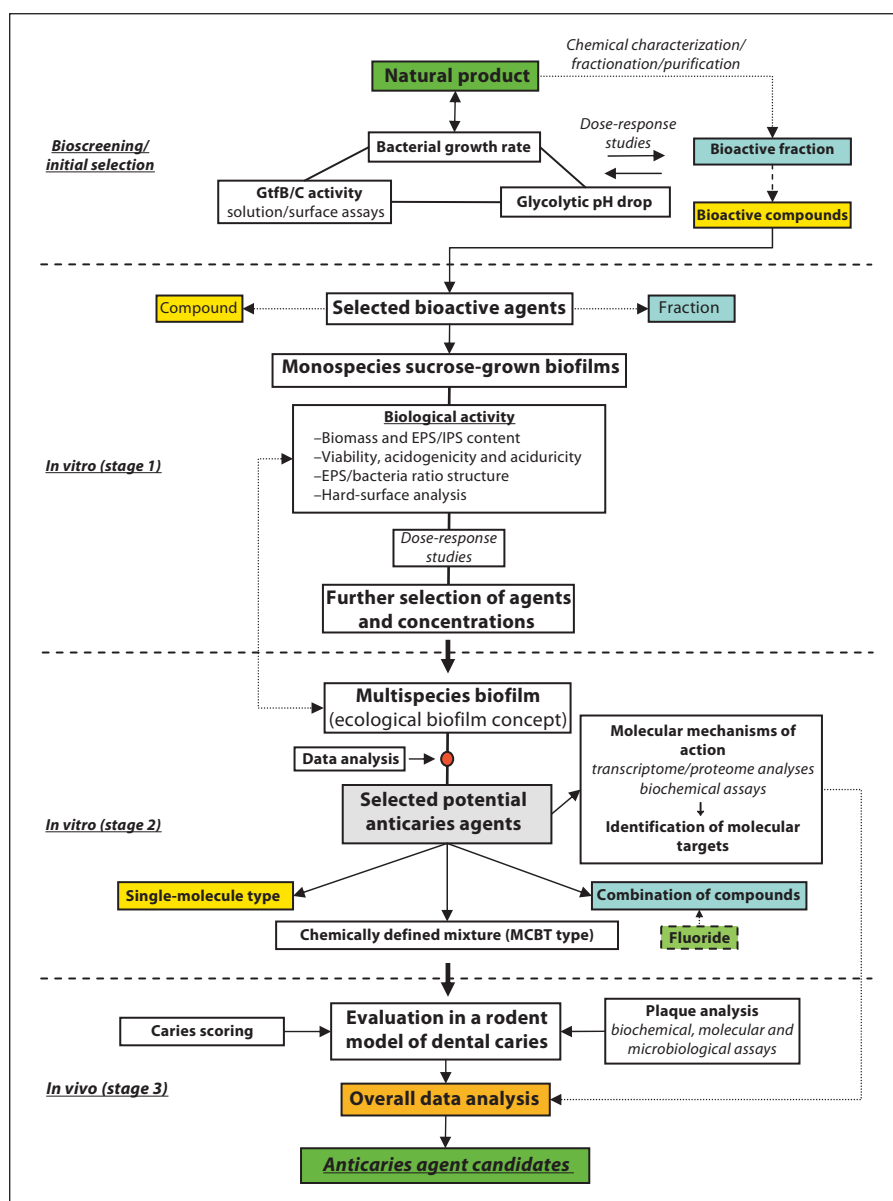 Chemical characterization/
fractionation/purification
Natural product
Bioscreening/
initial selection
Bacterial growth rate
Dose-response
studies
Bioactive fraction
GtfB/C activity
solution/surface assays
Glycolytic pH drop
Bioactive compounds
Compound
Selected bioactive agents
Fraction
Monospecies sucrose-grown biofilms
In vitro (stage 1)
Biological activity
–Biomass and EPS/IPS content
–Viability, acidogenicity and aciduricity
–EPS/bacteria ratio structure
–Hard-surface analysis
Dose-response
studies
Further selection of agents
and concentrations
Multispecies biofilm
(ecological biofilm concept)
Data analysis
Molecular mechanisms of
action
transcriptome/proteome analyses
biochemical assays
Identification of molecular
targets
In vitro (stage 2)
Selected potential
anticaries agents
Single-molecule type
Combination of compounds
Chemically defined mixture (MCBT type)
Fluoride
Caries scoring
Evaluation in a rodent
model of dental caries
Plaque analysis
biochemical, molecular and
microbiological assays
In vivo (stage 3)
Overall data analysis
Anticaries agent candidates